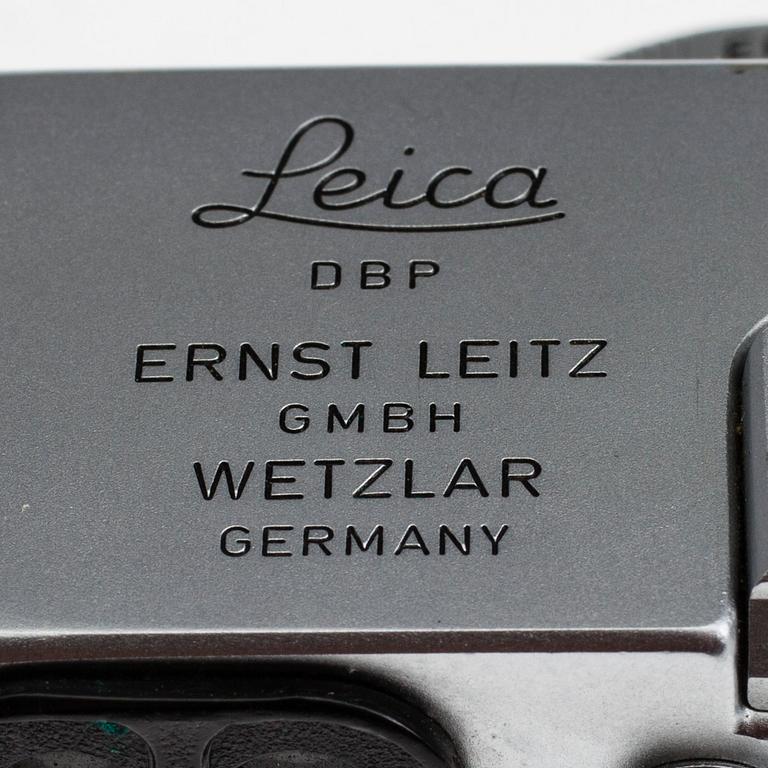 Leica
DBP
ERNST LEITZ
GMBH
WETZLAR
GERMANY